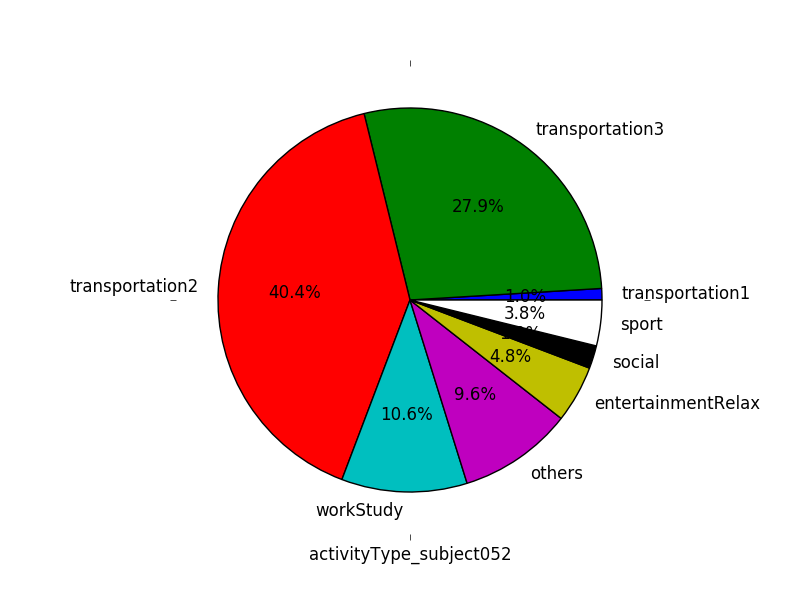 transportation3
27.9%
transportation2
40.4%
1.0%
transportation1
3.8%
sport
social
4.8%
entertainmentRelax
9.6%
10.6%
others
workStudy
activityType_subject052